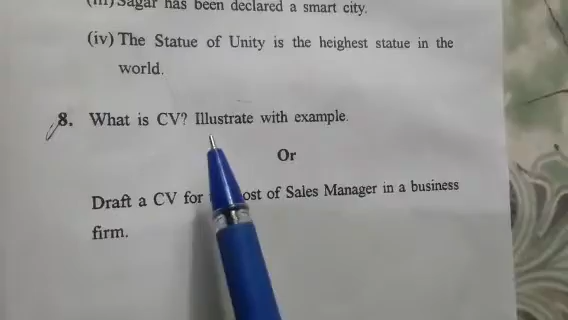 (iii) Sagar has been declared a smart city.
(iv) The Statue of Unity is the heighest statue in the
world.
8. What is CV? Illustrate with example.
Or
Draft a CV for ost of Sales Manager in a business
firm.